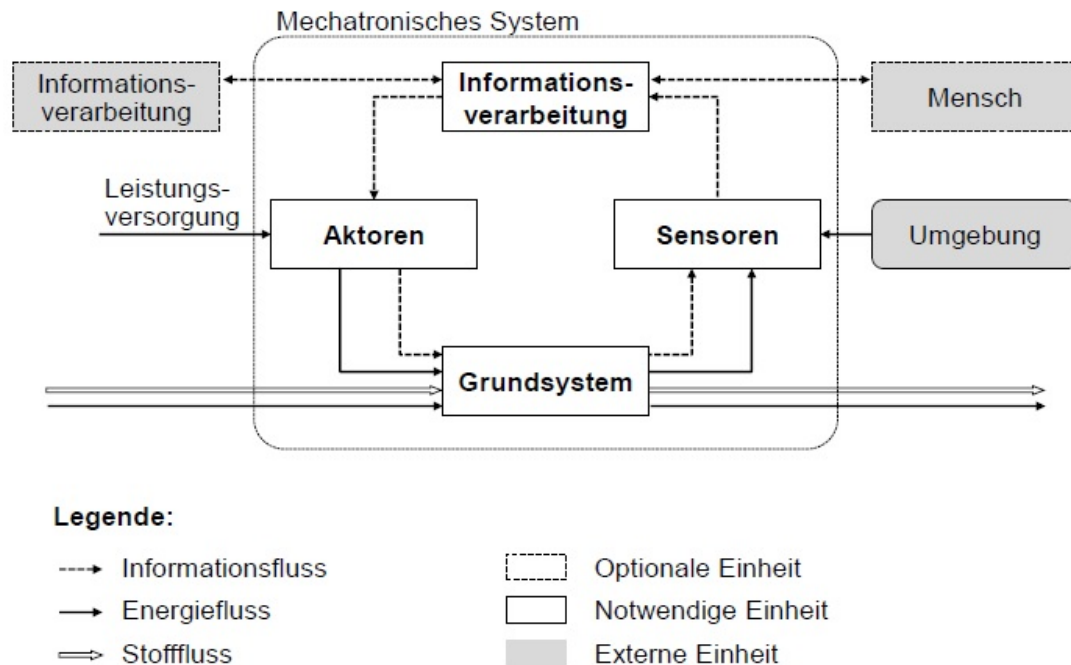 Mechatronisches System
Informations-
verarbeitung
Informations-
verarbeitung
Mensch
Leistungs-
versorgung
Aktoren
Sensoren
Umgebung
Grundsystem
Legende:
Informationsfluss
Optionale Einheit
Energiefluss
Notwendige Einheit
Stofffluss
Externe Einheit